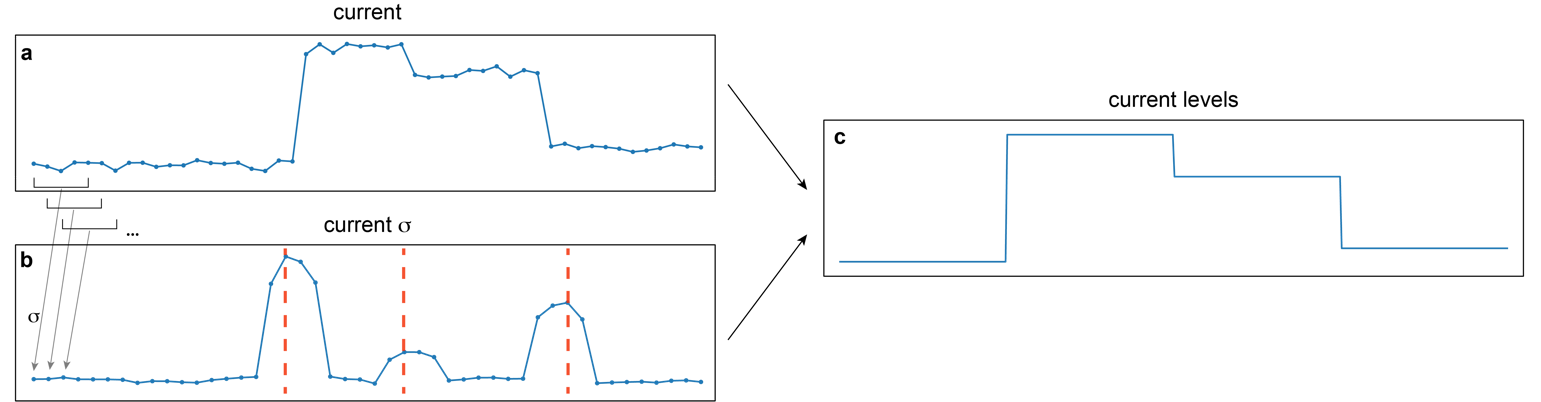 current
a
...
current σ
b
σ
current levels
c